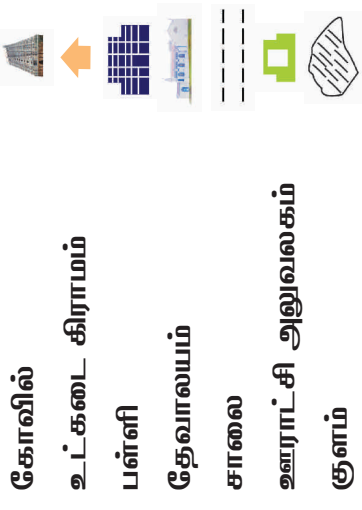 கோவில்
உட்கடை கிராமம்
பள்ளி
தேவாலயம்
சாலை
ஊராட்சி அலுவலகம்
குளம்